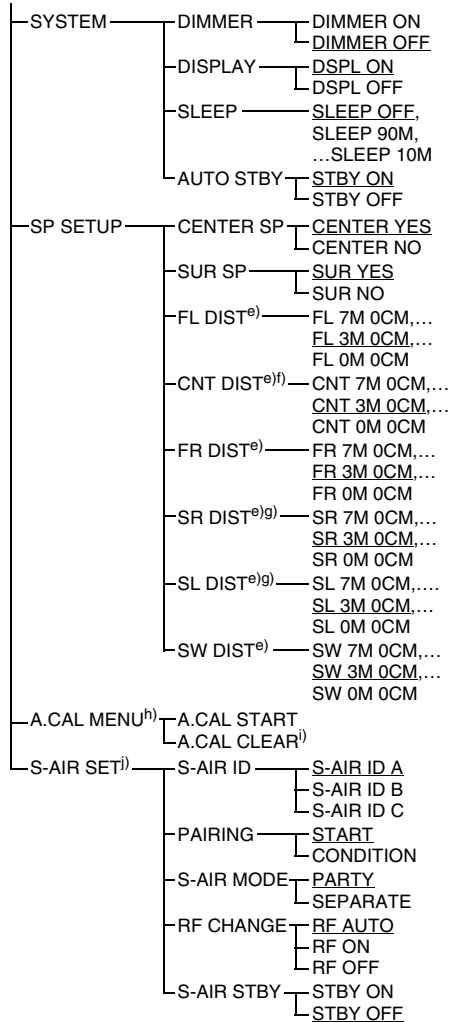 SYSTEM DIMMER DIMMER ON
DIMMER OFF
DISPLAY DSPL ON
DSPL OFF
SLEEP SLEEP OFF,
SLEEP 90M,
…SLEEP 10M
AUTO STBY STBY ON
STBY OFF
SP SETUP CENTER SP CENTER YES
CENTER NO
SUR SP SUR YES
SUR NO
FL DISTe) FL 7M 0CM,…
FL 3M 0CM,…
FL 0M 0CM
CNT DISTe)f) CNT 7M 0CM,…
CNT 3M 0CM,…
CNT 0M 0CM
FR DISTe) FR 7M 0CM,…
FR 3M 0CM,…
FR 0M 0CM
SR DISTe)g) SR 7M 0CM,…
SR 3M 0CM,…
SR 0M 0CM
SL DISTe)g) SL 7M 0CM,….
SL 3M 0CM,…
SL 0M 0CM
SW DISTe) SW 7M 0CM,…
SW 3M 0CM,…
SW 0M 0CM
A.CAL MENUh) A.CAL START
A.CAL CLEARi)
S-AIR SETj) S-AIR ID S-AIR ID A
S-AIR ID B
S-AIR ID C
PAIRING START
CONDITION
S-AIR MODE PARTY
SEPARATE
RF CHANGE RF AUTO
RF ON
RF OFF
S-AIR STBY STBY ON
STBY OFF